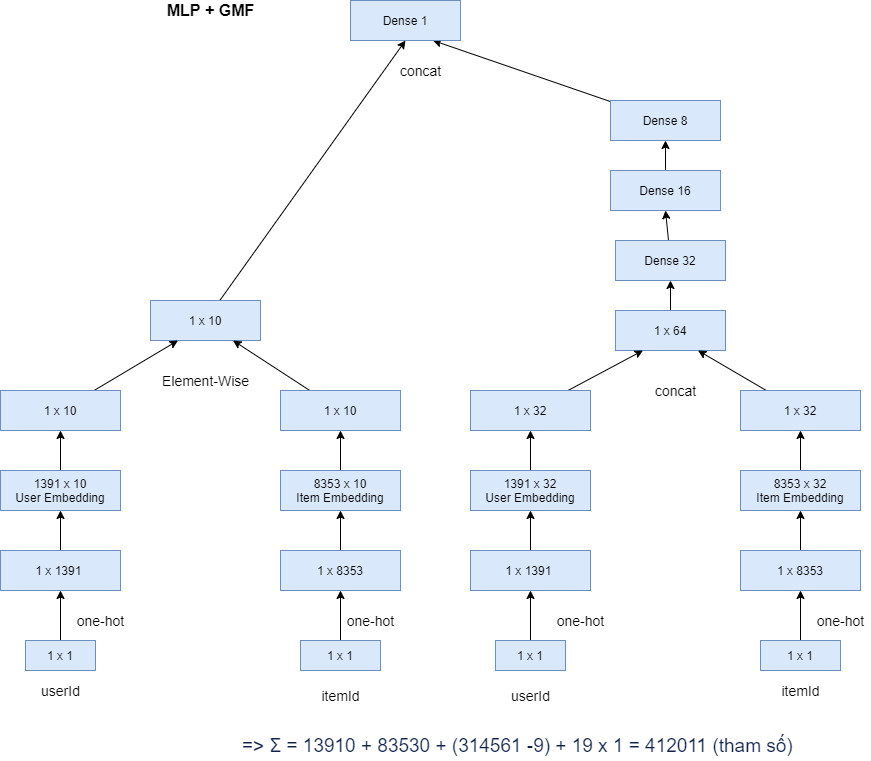 MLP + GMF
Dense 1
concat
Dense 8
Dense 16
Dense 32
1 x 10
1 x 64
Element-Wise
concat
1 x 10
1 x 10
1 x 32
1 x 32
1391 x 10
User Embedding
8353 x 10
Item Embedding
1391 x 32
User Embedding
8353 x 32
Item Embedding
1 x 1391
1 x 8353
1 x 1391
1 x 8353
one-hot
one-hot
one-hot
one-hot
1 x 1
1 x 1
1 x 1
1 x 1
userId
itemId
userId
itemId
=> Σ = 13910 + 83530 + (314561 -9) + 19 x 1 = 412011 (tham số)